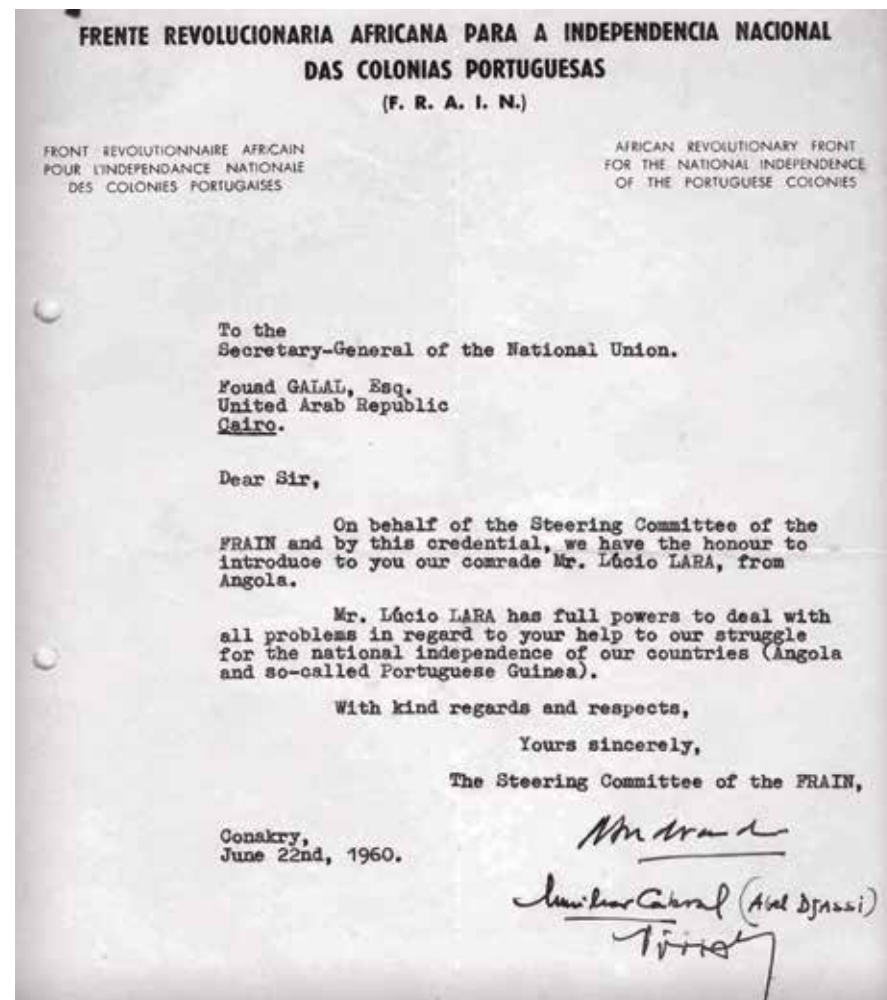 FRENTE REVOLUCIONARIA AFRICANA PARA A INDEPENDENCIA NACIONAL
DAS COLONIAS PORTUGUESAS
(F. R. A. I. N.)
FRONT REVOLUTIONNAIRE AFRICAIN
POUR L'INDEPENDANCE NATIONALE
DES COLONIES PORTUGAISES
AFRICAN REVOLUTIONARY FRONT
FOR THE NATIONAL INDEPENDENCE
OF THE PORTUGUESE COLONIES
To the
Secretary-General of the National Union.
Fouad GALAL, Esq.
United Arab Republic
Cairo.
Dear Sir,
On behalf of the Steering Committee of the
FRAIN and by this credential, we have the honour to
introduce to you our comrade Mr. Lúcio LARA, from
Angola.
Mr. Lúcio LARA has full powers to deal with
all problems in regard to your help to our struggle
for the national independence of our countries (Angola
and so-called Portuguese Guinea).
With kind regards and respects,
Yours sincerely,
The Steering Committee of the FRAIN,
Conakry,
June 22nd, 1960.
Amilcar Cabral (Abel Djassi)